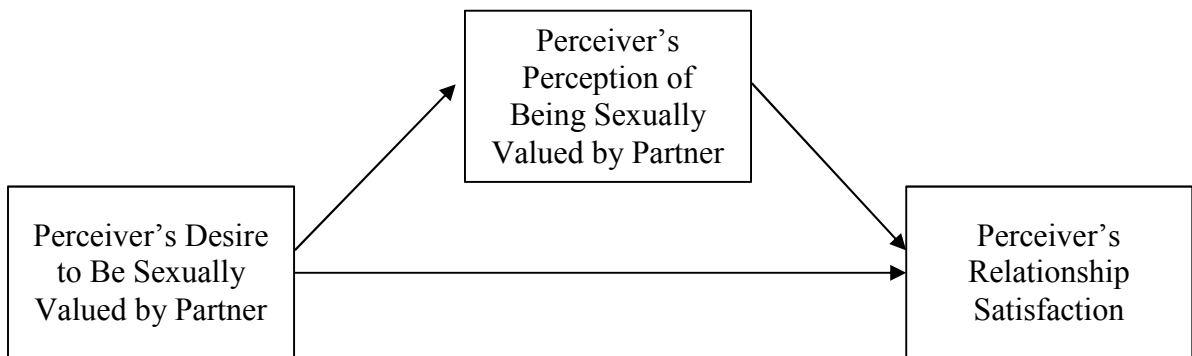 Perceiver’s
Perception of
Being Sexually
Valued by Partner
Perceiver’s Desire
to Be Sexually
Valued by Partner
Perceiver’s
Relationship
Satisfaction